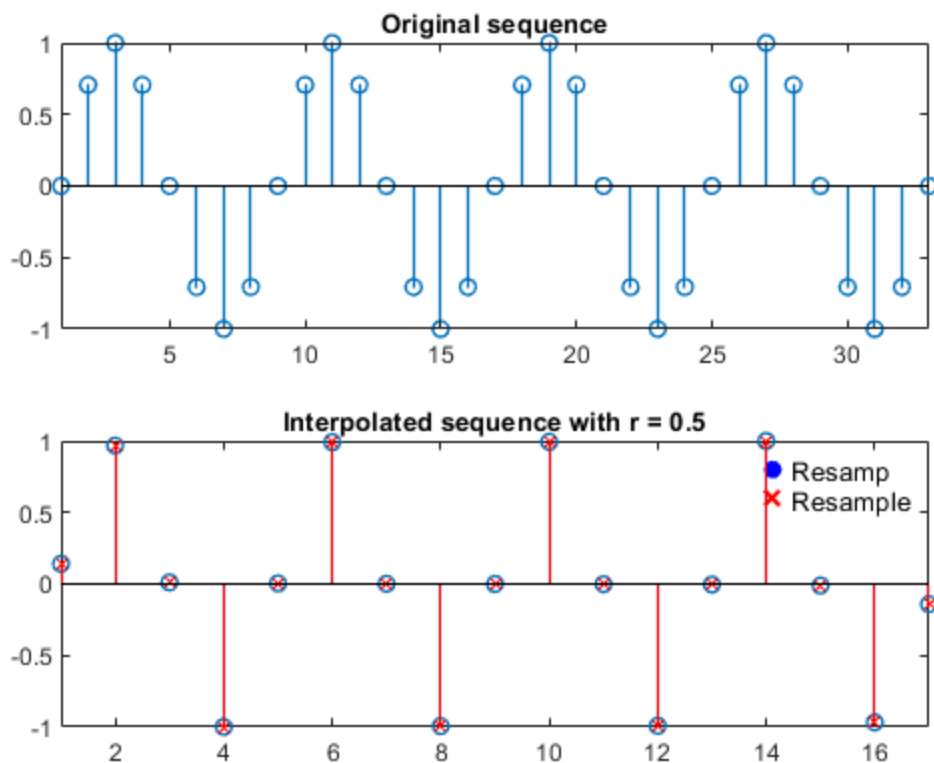 Original sequence
1
0.5
0
-0.5
-1
5 10 15 20 25 30
Interpolated sequence with r = 0.5
1
Resamp
0.5
Resample
0
-0.5
-1
2 4 6 8 10 12 14 16